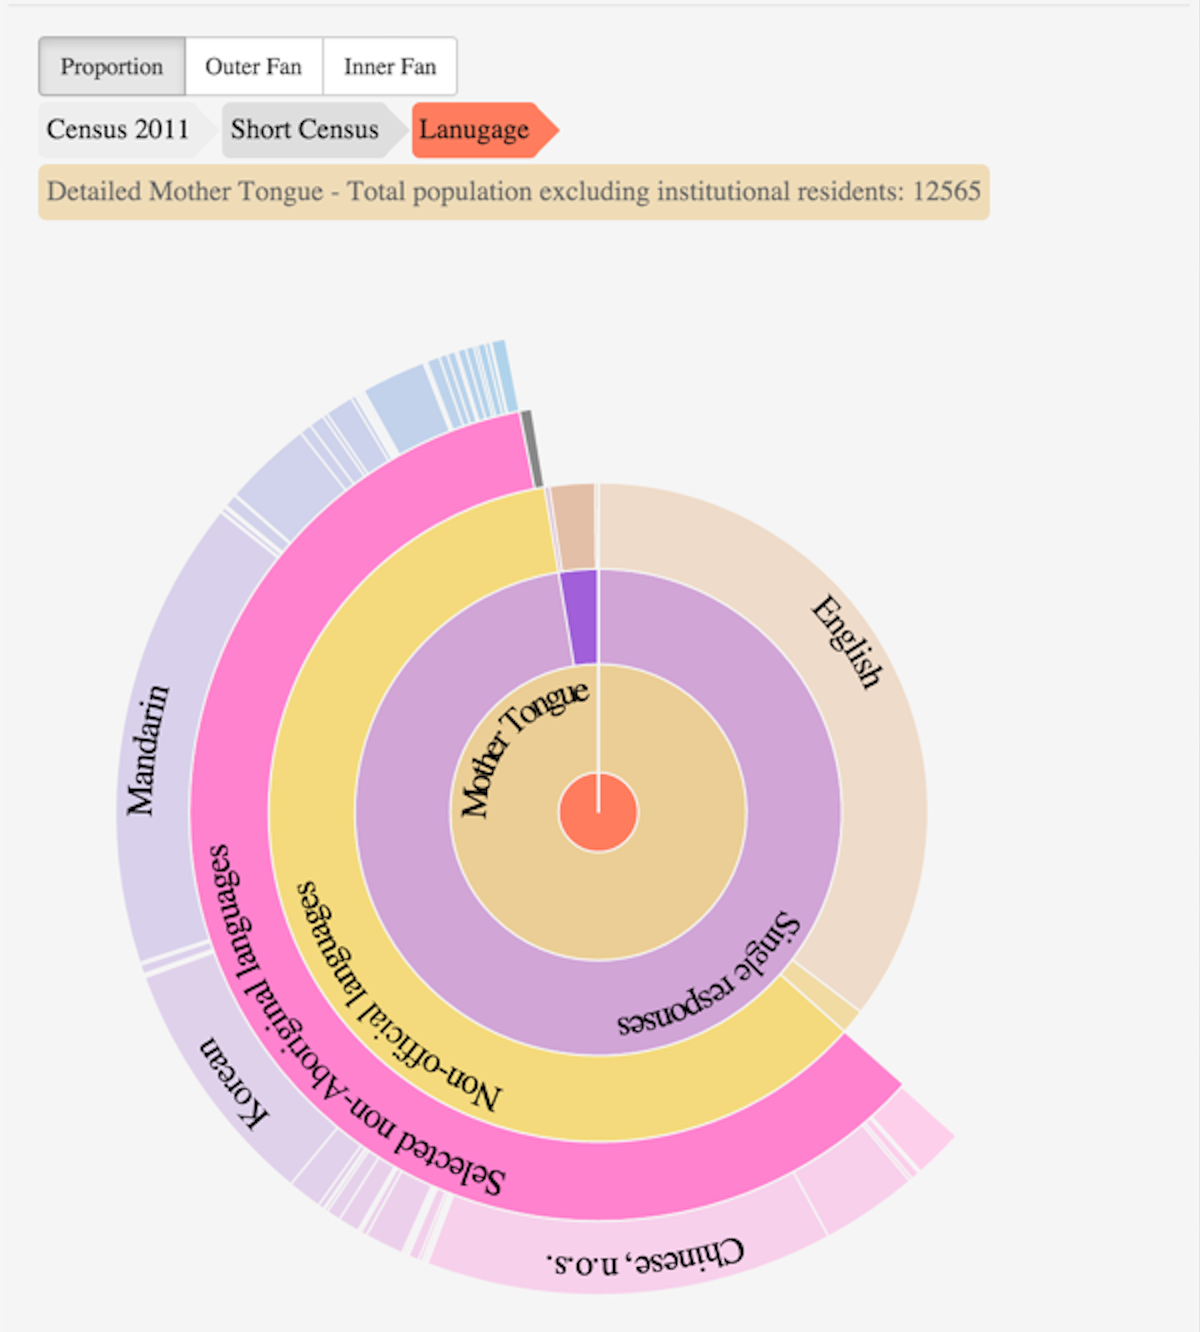 Proportion Outer Fan Inner Fan
Census 2011 Short Census Lanugage
Detailed Mother Tongue - Total population excluding institutional residents: 12565
English
Mother Tongue
Mandarin
Single responses
Non-official languages
Selected non-Aboriginal languages
Korean
Chinese, n.o.s.